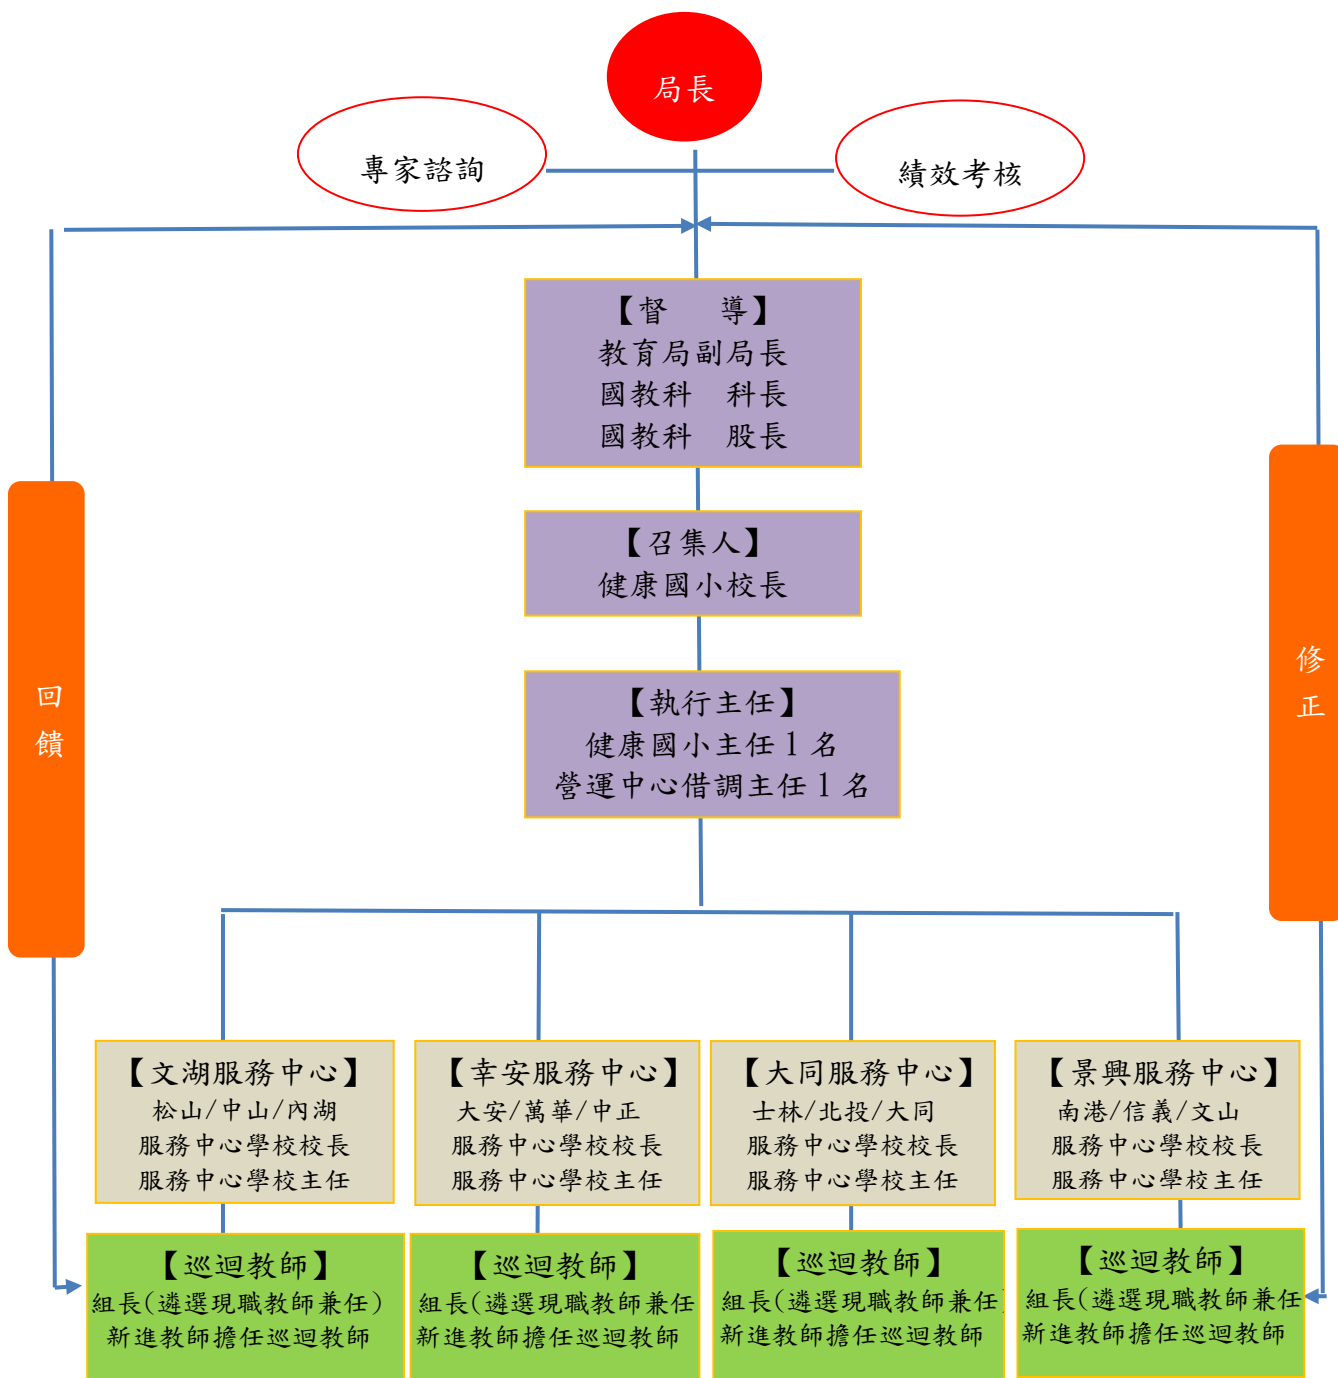 局長
專家諮詢
績效考核
【督　導】
教育局副局長
國教科　科長
國教科　股長
【召集人】
健康國小校長
【執行主任】
健康國小主任1名
營運中心借調主任1名
回
饋
修
正
【文湖服務中心】
松山/中山/內湖
服務中心學校校長
服務中心學校主任
【幸安服務中心】
大安/萬華/中正
服務中心學校校長
服務中心學校主任
【大同服務中心】
士林/北投/大同
服務中心學校校長
服務中心學校主任
【景興服務中心】
南港/信義/文山
服務中心學校校長
服務中心學校主任
【巡迴教師】
組長(遴選現職教師兼任)
新進教師擔任巡迴教師
【巡迴教師】
組長(遴選現職教師兼任
新進教師擔任巡迴教師
【巡迴教師】
組長(遴選現職教師兼任)
新進教師擔任巡迴教師
【巡迴教師】
組長(遴選現職教師兼任
新進教師擔任巡迴教師